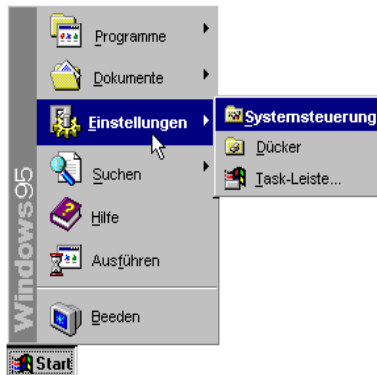 Programme
Dokumente
Einstellungen
Systemsteuerung
Dücker
Task-Leiste...
Suchen
Hilfe
Ausführen
Beeden
Windows95
Start